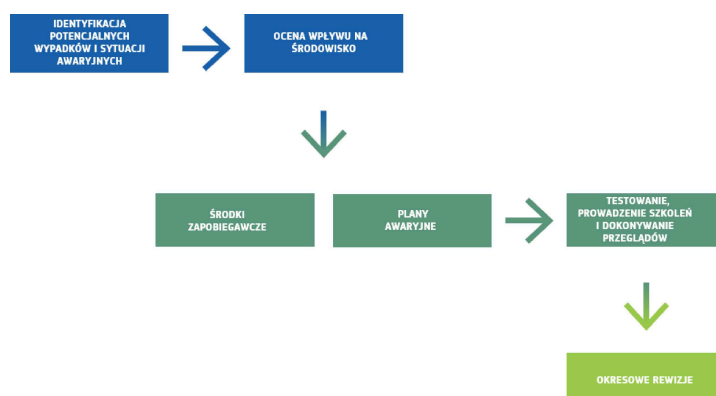 IDENTYFIKACJA
POTENCJALNYCH
WYPADKÓW I SYTUACJI
AWARYJNYCH
OCENA WPŁYWU NA
ŚRODOWISKO
ŚRODKI
ZAPOBIEGAWCZE
PLANY
AWARYJNE
TESTOWANIE,
PROWADZENIE SZKOLEŃ
I DOKONYWANIE
PRZEGLĄDÓW
OKRESOWE REWIZJE